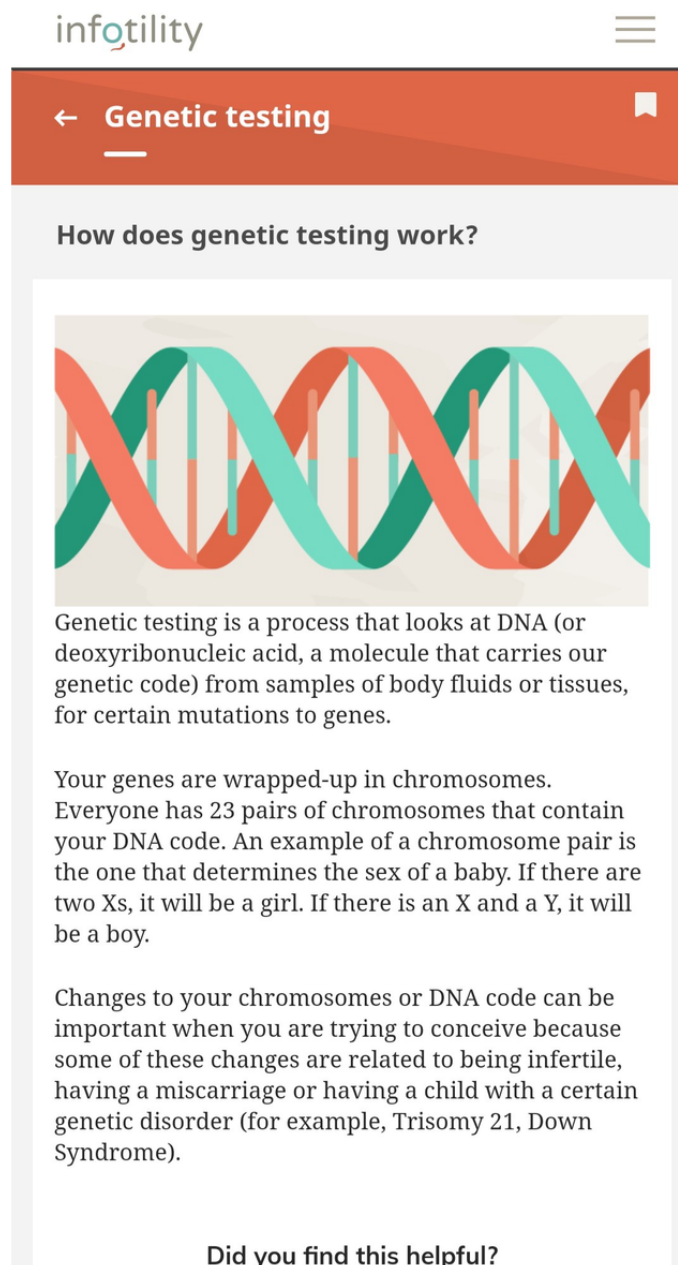 infotility
← Genetic testing
How does genetic testing work?
Genetic testing is a process that looks at DNA (or
deoxyribonucleic acid, a molecule that carries our
genetic code) from samples of body fluids or tissues,
for certain mutations to genes.
Your genes are wrapped-up in chromosomes.
Everyone has 23 pairs of chromosomes that contain
your DNA code. An example of a chromosome pair is
the one that determines the sex of a baby. If there are
two Xs, it will be a girl. If there is an X and a Y, it will
be a boy.
Changes to your chromosomes or DNA code can be
important when you are trying to conceive because
some of these changes are related to being infertile,
having a miscarriage or having a child with a certain
genetic disorder (for example, Trisomy 21, Down
Syndrome).
Did you find this helpful?